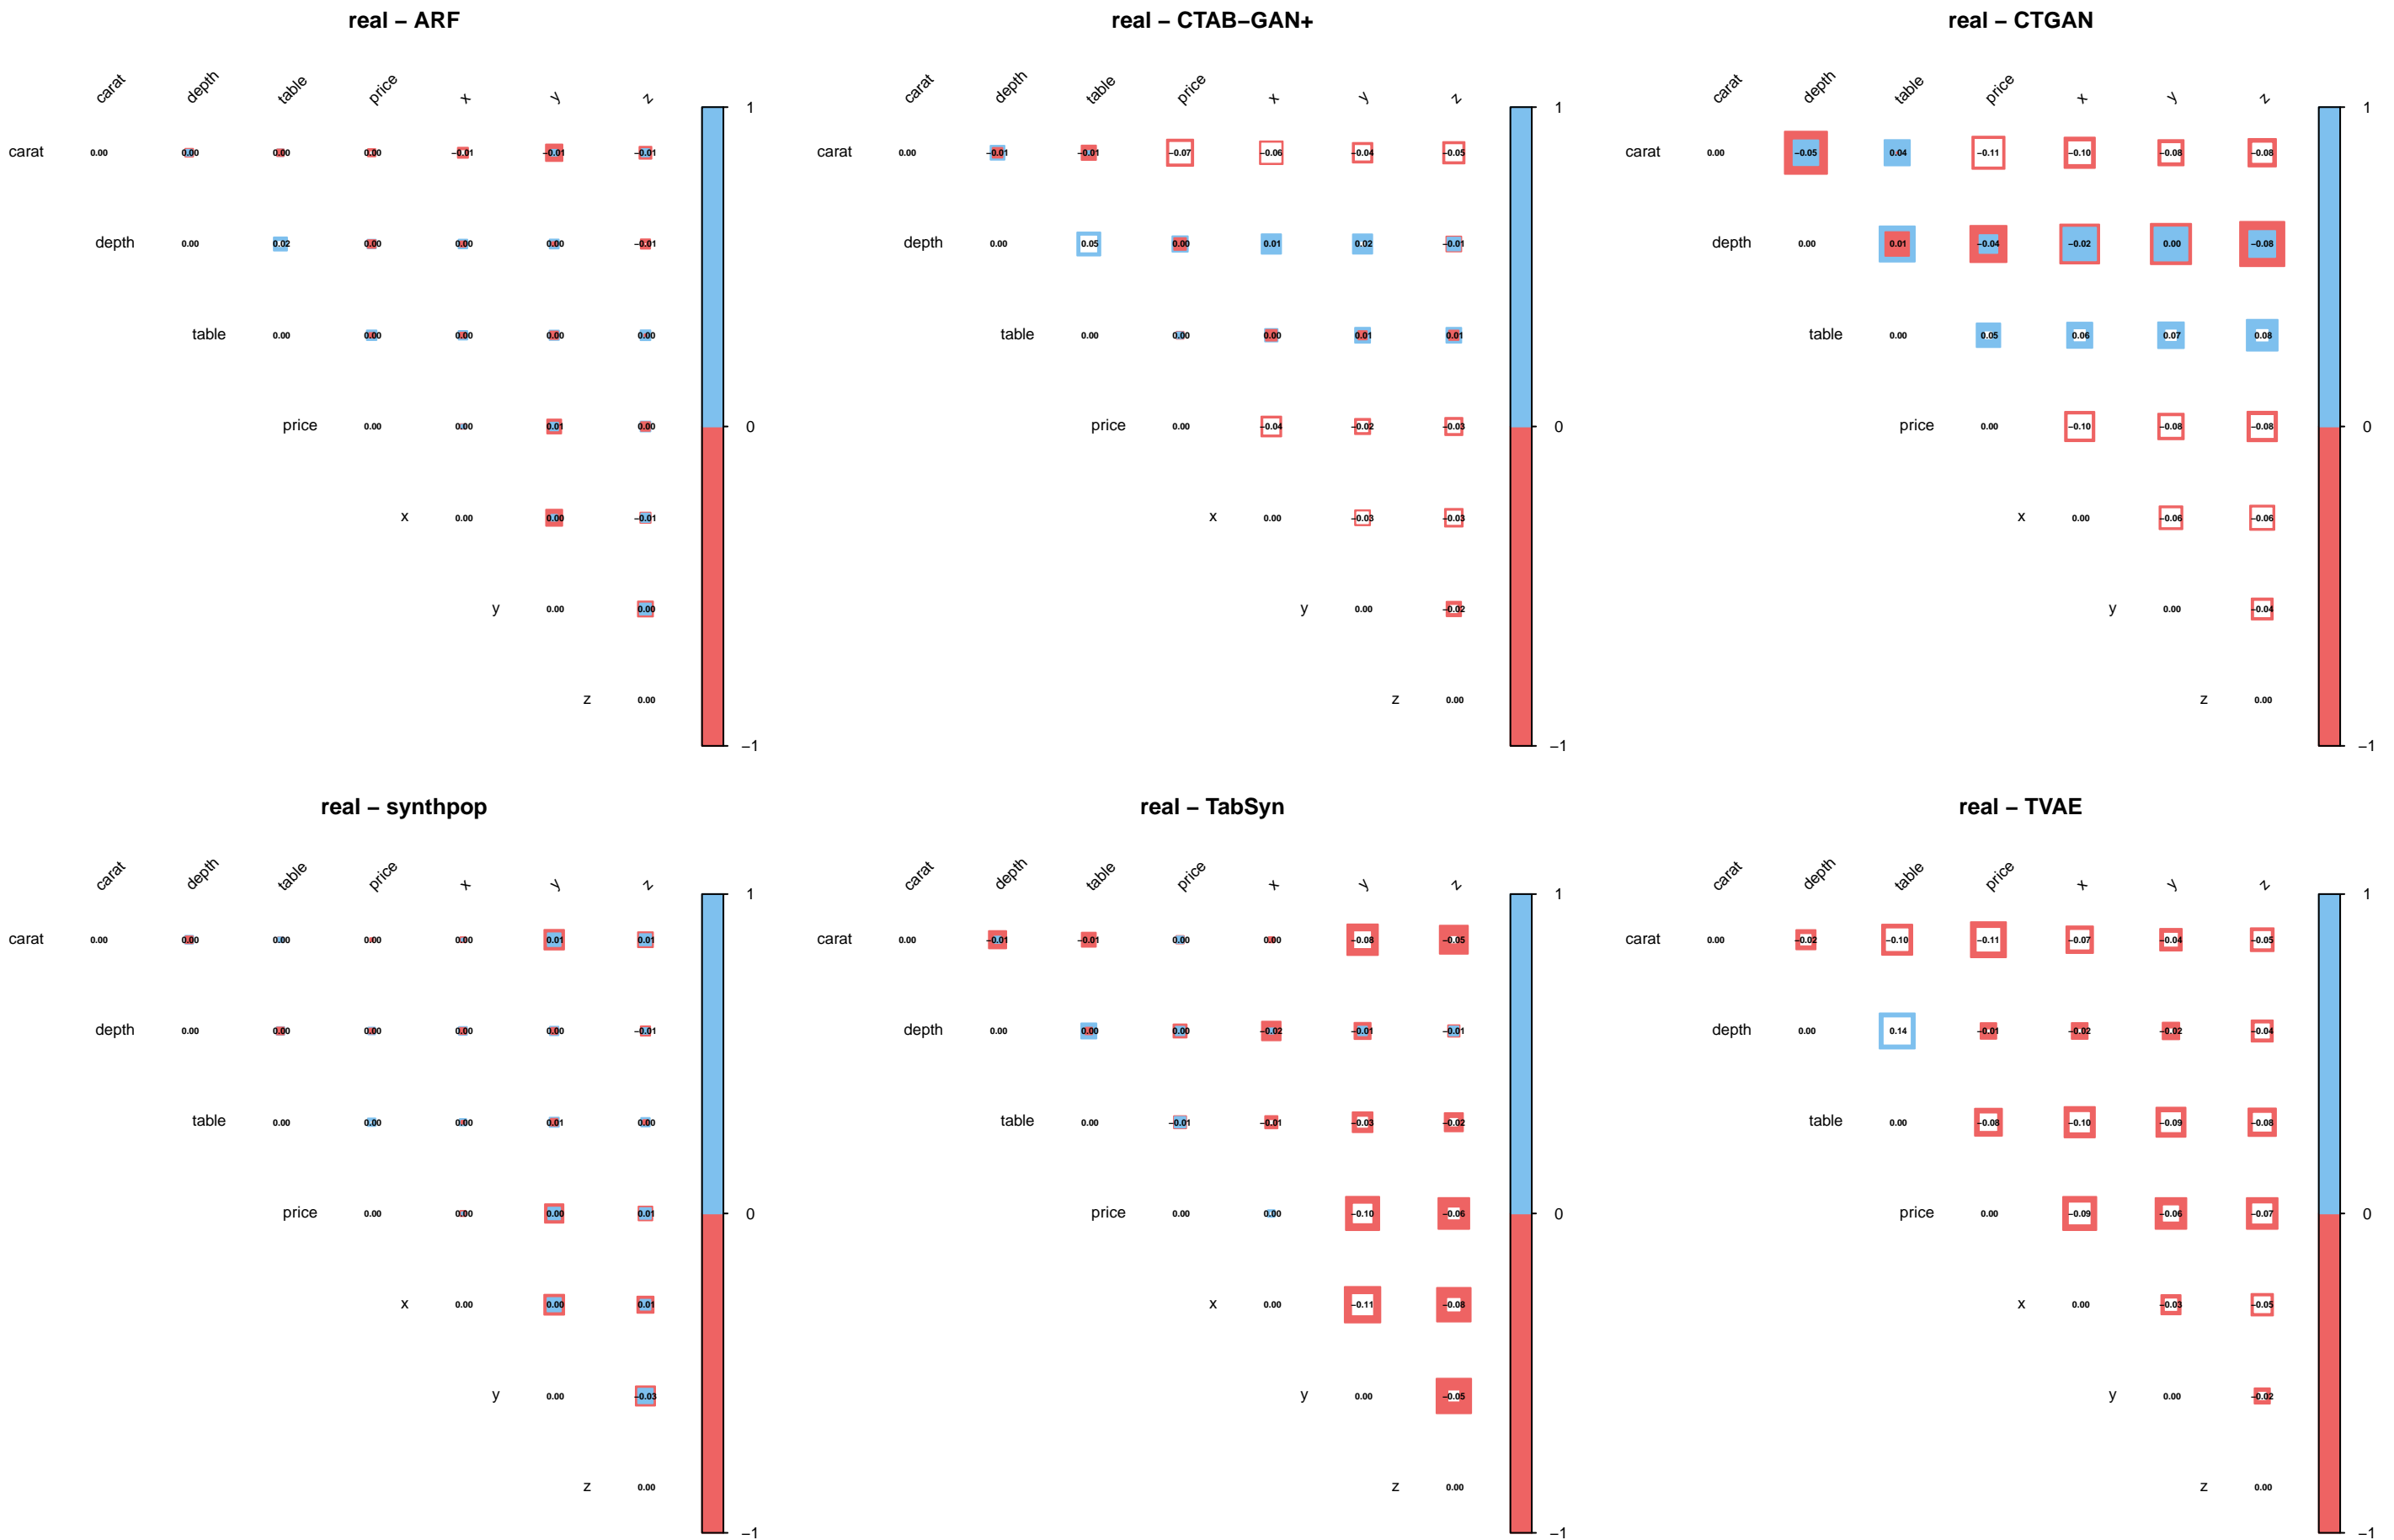 real – ARF
carat depth table price x y z
carat 0.00 0.00 0.00 0.00 −0.01 −0.01 −0.01
depth 0.00 0.02 0.00 0.00 0.00 −0.01
table 0.00 0.00 0.00 0.00 0.00
price 0.00 0.00 0.01 0.00
x 0.00 0.00 −0.01
y 0.00 0.00
z 0.00
1
0
−1
real – CTAB−GAN+
carat depth table price x y z
carat 0.00 −0.01 −0.01 −0.07 −0.06 −0.04 −0.05
depth 0.00 0.05 0.00 0.01 0.02 −0.01
table 0.00 0.00 0.00 0.01 0.01
price 0.00 −0.04 −0.02 −0.03
x 0.00 −0.03 −0.03
y 0.00 −0.02
z 0.00
1
0
−1
real – CTGAN
carat depth table price x y z
carat 0.00 −0.05 0.04 −0.11 −0.10 −0.08 −0.08
depth 0.00 0.01 −0.04 −0.02 0.00 −0.08
table 0.00 0.05 0.06 0.07 0.08
price 0.00 −0.10 −0.08 −0.08
x 0.00 −0.06 −0.06
y 0.00 −0.04
z 0.00
1
0
−1
real – synthpop
carat depth table price x y z
carat 0.00 0.00 0.00 0.00 0.00 0.01 0.01
depth 0.00 0.00 0.00 0.00 0.00 −0.01
table 0.00 0.00 0.00 0.01 0.00
price 0.00 0.00 0.00 0.01
x 0.00 0.00 0.01
y 0.00 −0.03
z 0.00
1
0
−1
real – TabSyn
carat depth table price x y z
carat 0.00 −0.01 −0.01 0.00 0.00 −0.08 −0.05
depth 0.00 0.00 0.00 −0.02 −0.01 −0.01
table 0.00 −0.01 −0.01 −0.03 −0.02
price 0.00 0.00 −0.10 −0.06
x 0.00 −0.11 −0.08
y 0.00 −0.05
z 0.00
1
0
−1
real – TVAE
carat depth table price x y z
carat 0.00 −0.02 −0.10 −0.11 −0.07 −0.04 −0.05
depth 0.00 0.14 −0.01 −0.02 −0.02 −0.04
table 0.00 −0.08 −0.10 −0.09 −0.08
price 0.00 −0.09 −0.06 −0.07
x 0.00 −0.03 −0.05
y 0.00 −0.02
z 0.00
1
0
−1